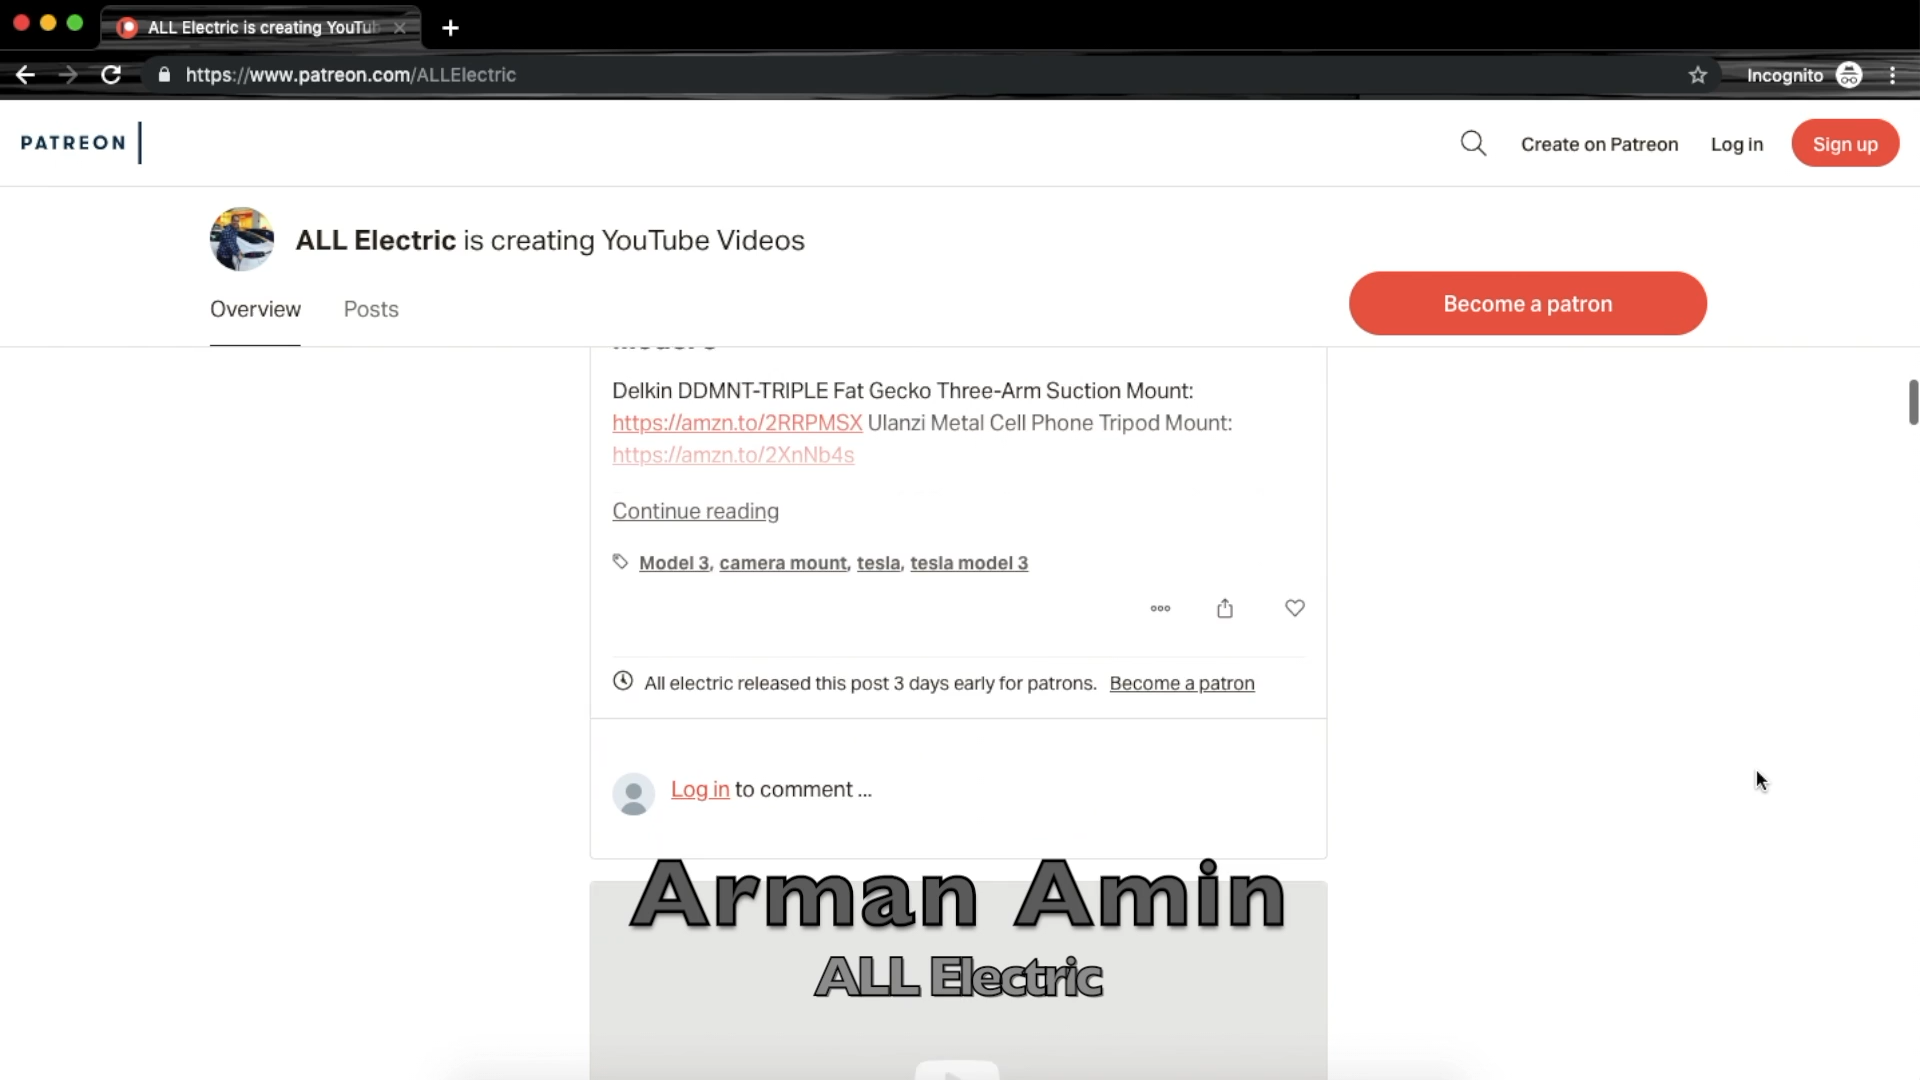 ALL Electric is creating YouTub
https://www.patreon.com/ALLElectric
Incognito
PATREON
Create on Patreon
Log in
Sign up
ALL Electric is creating YouTube Videos
Overview
Posts
Become a patron
Delkin DDMNT-TRIPLE Fat Gecko Three-Arm Suction Mount:
https://amzn.to/2RRPMSX Ulanzi Metal Cell Phone Tripod Mount:
https://amzn.to/2XnNb4s
Continue reading
Model 3, camera mount, tesla, tesla model 3
All electric released this post 3 days early for patrons. Become a patron
Log in to comment ...
Arman Amin
ALL Electric